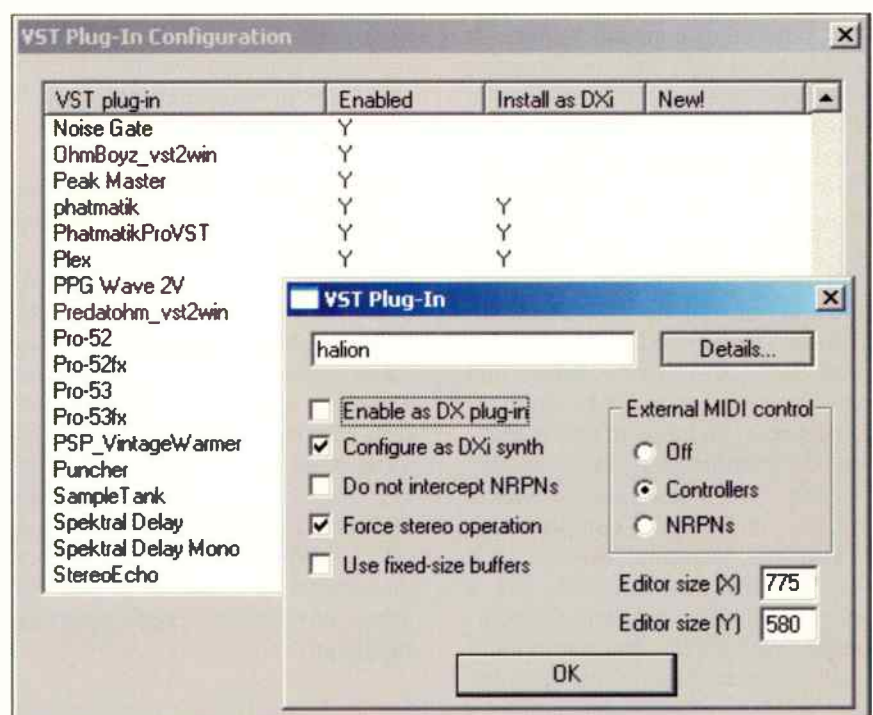 VST Plug-In Configuration
VST plug-in Enabled Install as DXi New!
Noise Gate Y
OhmBoyz_vst2win Y
Peak Master Y
phatmatik Y Y
PhatmatikProVST Y Y
Plex Y Y
PPG Wave 2V
Predatohm_vst2win
Pro-52
Pro-52fx
Pro-53
Pro-53fx
PSP_VintageWarmer
Puncher
SampleTank
Spektral Delay
Spektral Delay Mono
StereoEcho
VST Plug-In
halion Details...
Enable as DX plug-in
Configure as DXi synth
Do not intercept NRPNs
Force stereo operation
Use fixed-size buffers
External MIDI control
Off
Controllers
NRPNs
Editor size (X) 775
Editor size (Y) 580
OK